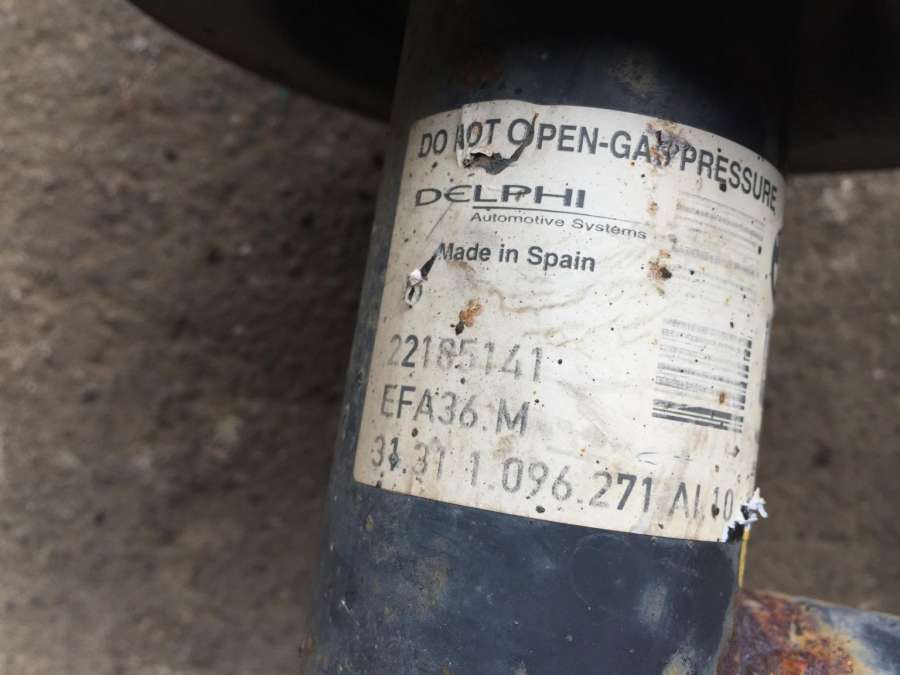 DO NOT OPEN-GAS PRESSURE
DELPHI
Automotive Systems
Made in Spain
22185141
EFA36.M
31.31 1.096.271 AI.10